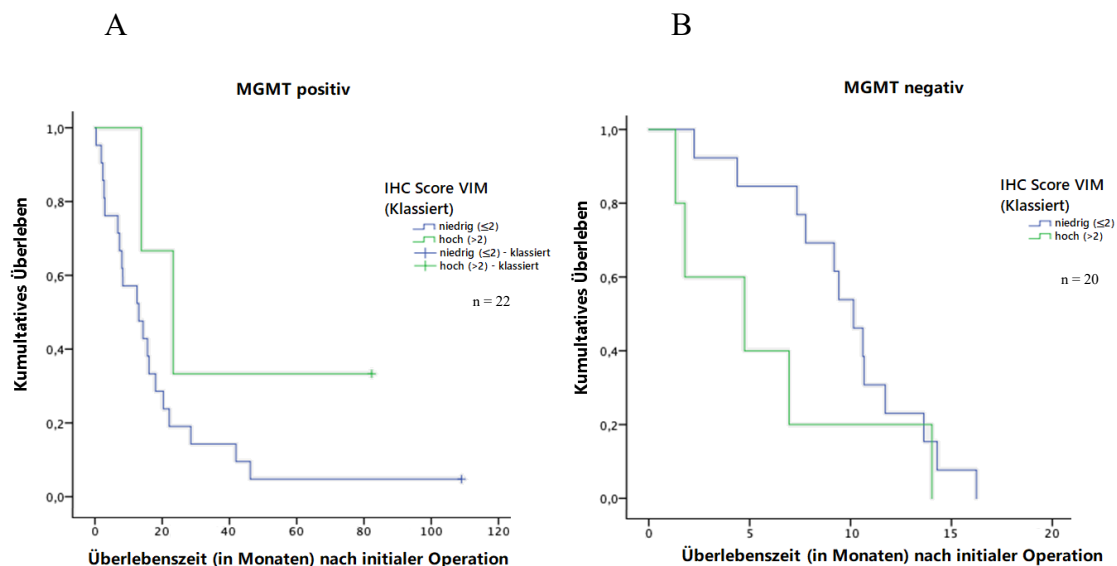 A
MGMT positiv
Kumultatives Überleben
1,0
0,8
0,6
0,4
0,2
0,0
0
20
40
60
80
100
120
Überlebenszeit (in Monaten) nach initialer Operation
IHC Score VIM
(Klassiert)
niedrig (≤2)
hoch (>2)
niedrig (≤2) - klassiert
hoch (>2) - klassiert
n = 22
B
MGMT negativ
Kumultatives Überleben
1,0
0,8
0,6
0,4
0,2
0,0
0
5
10
15
20
Überlebenszeit (in Monaten) nach initialer Operation
IHC Score VIM
(Klassiert)
niedrig (≤2)
hoch (>2)
n = 20